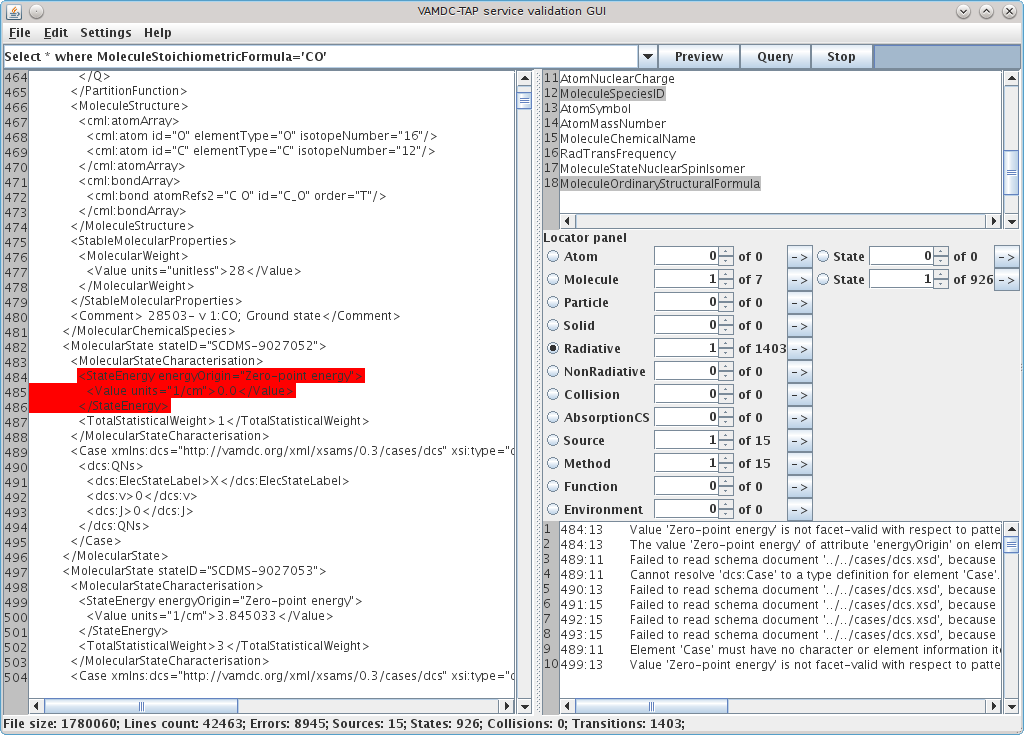 VAMDC-TAP service validation GUI
File Edit Settings Help
Select * where MoleculeStoichiometricFormula='CO' Preview Query Stop
464 </Q>
465 </PartitionFunction>
466 <MoleculeStructure>
467 <cml:atomArray>
468 <cml:atom id="O" elementType="O" isotopeNumber="16"/>
469 <cml:atom id="C" elementType="C" isotopeNumber="12"/>
470 </cml:atomArray>
471 <cml:bondArray>
472 <cml:bond atomRefs2="C O" id="C_O" order="T"/>
473 </cml:bondArray>
474 </MoleculeStructure>
475 <StableMolecularProperties>
476 <MolecularWeight>
477 <Value units="unitless">28</Value>
478 </MolecularWeight>
479 </StableMolecularProperties>
480 <Comment> 28503- v 1:CO; Ground state</Comment>
481 </MolecularChemicalSpecies>
482 <MolecularState stateID="SCDMS-9027052">
483 <MolecularStateCharacterisation>
484 <StateEnergy energyOrigin="Zero-point energy">
485 <Value units="1/cm">0.0</Value>
486 </StateEnergy>
487 <TotalStatisticalWeight>1</TotalStatisticalWeight>
488 </MolecularStateCharacterisation>
489 <Case xmlns:dcs="http://vamdc.org/xml/xsams/0.3/cases/dcs" xsi:type="d
490 <dcs:QNs>
491 <dcs:ElecStateLabel>X</dcs:ElecStateLabel>
492 <dcs:v>0</dcs:v>
493 <dcs:J>0</dcs:J>
494 </dcs:QNs>
495 </Case>
496 </MolecularState>
497 <MolecularState stateID="SCDMS-9027053">
498 <MolecularStateCharacterisation>
499 <StateEnergy energyOrigin="Zero-point energy">
500 <Value units="1/cm">3.845033</Value>
501 </StateEnergy>
502 <TotalStatisticalWeight>3</TotalStatisticalWeight>
503 </MolecularStateCharacterisation>
504 <Case xmlns:dcs="http://vamdc.org/xml/xsams/0.3/cases/dcs" xsi:type="d
11 AtomNuclearCharge
12 MoleculeSpeciesID
13 AtomSymbol
14 AtomMassNumber
15 MoleculeChemicalName
16 RadTransFrequency
17 MoleculeStateNuclearSpinIsomer
18 MoleculeOrdinaryStructuralFormula
Locator panel
Atom 0 of 0 -> State 0 of 0 ->
Molecule 1 of 7 -> State 1 of 926 ->
Particle 0 of 0 ->
Solid 0 of 0 ->
Radiative 1 of 1403 ->
NonRadiative 0 of 0 ->
Collision 0 of 0 ->
AbsorptionCS 0 of 0 ->
Source 1 of 15 ->
Method 1 of 15 ->
Function 0 of 0 ->
Environment 0 of 0 ->
1 484:13 Value 'Zero-point energy' is not facet-valid with respect to patte
2 484:13 The value 'Zero-point energy' of attribute 'energyOrigin' on elem
3 489:11 Failed to read schema document '../../cases/dcs.xsd', because
4 489:11 Cannot resolve 'dcs:Case' to a type definition for element 'Case'.
5 490:13 Failed to read schema document '../../cases/dcs.xsd', because
6 491:15 Failed to read schema document '../../cases/dcs.xsd', because
7 492:15 Failed to read schema document '../../cases/dcs.xsd', because
8 493:15 Failed to read schema document '../../cases/dcs.xsd', because
9 489:11 Element 'Case' must have no character or element information it
10 499:13 Value 'Zero-point energy' is not facet-valid with respect to patte
File size: 1780060; Lines count: 42463; Errors: 8945; Sources: 15; States: 926; Collisions: 0; Transitions: 1403;